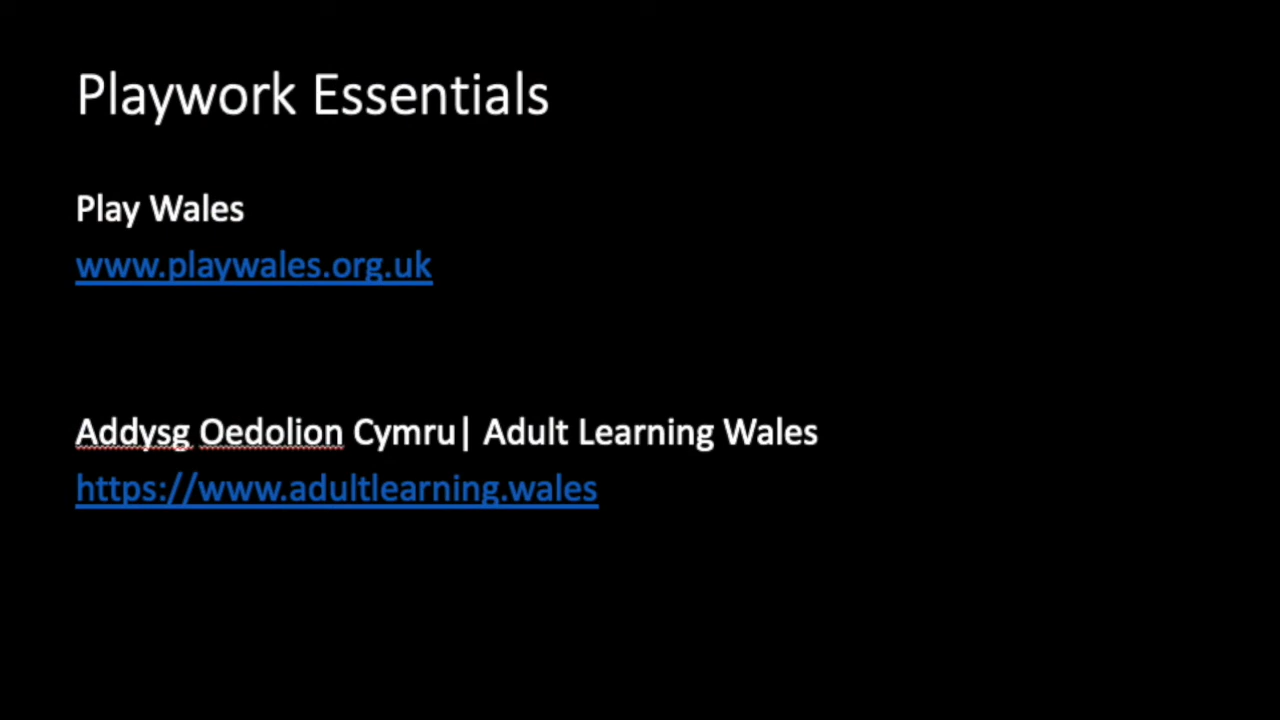 Playwork Essentials
Play Wales
www.playwales.org.uk
Addysg Oedolion Cymru| Adult Learning Wales
https://www.adultlearning.wales